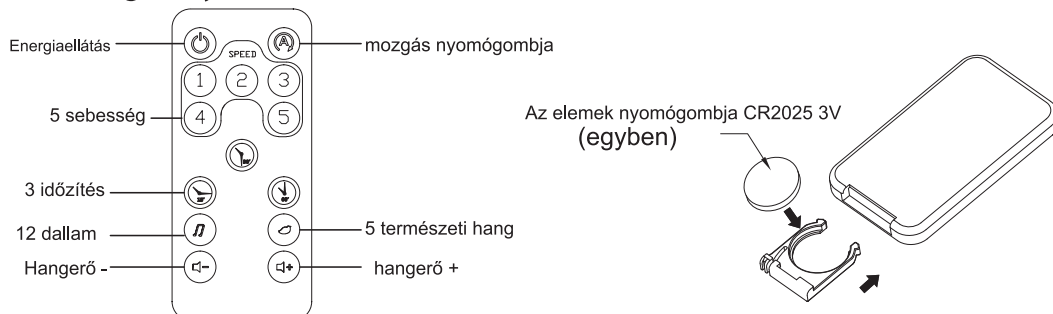 Energiaellátás
mozgás nyomógombja
SPEED
1 2 3
5 sebesség
4 5
Az elemek nyomógombja CR2025 3V
(egyben)
3 időzítés
12 dallam
5 természeti hang
Hangerő -
hangerő +